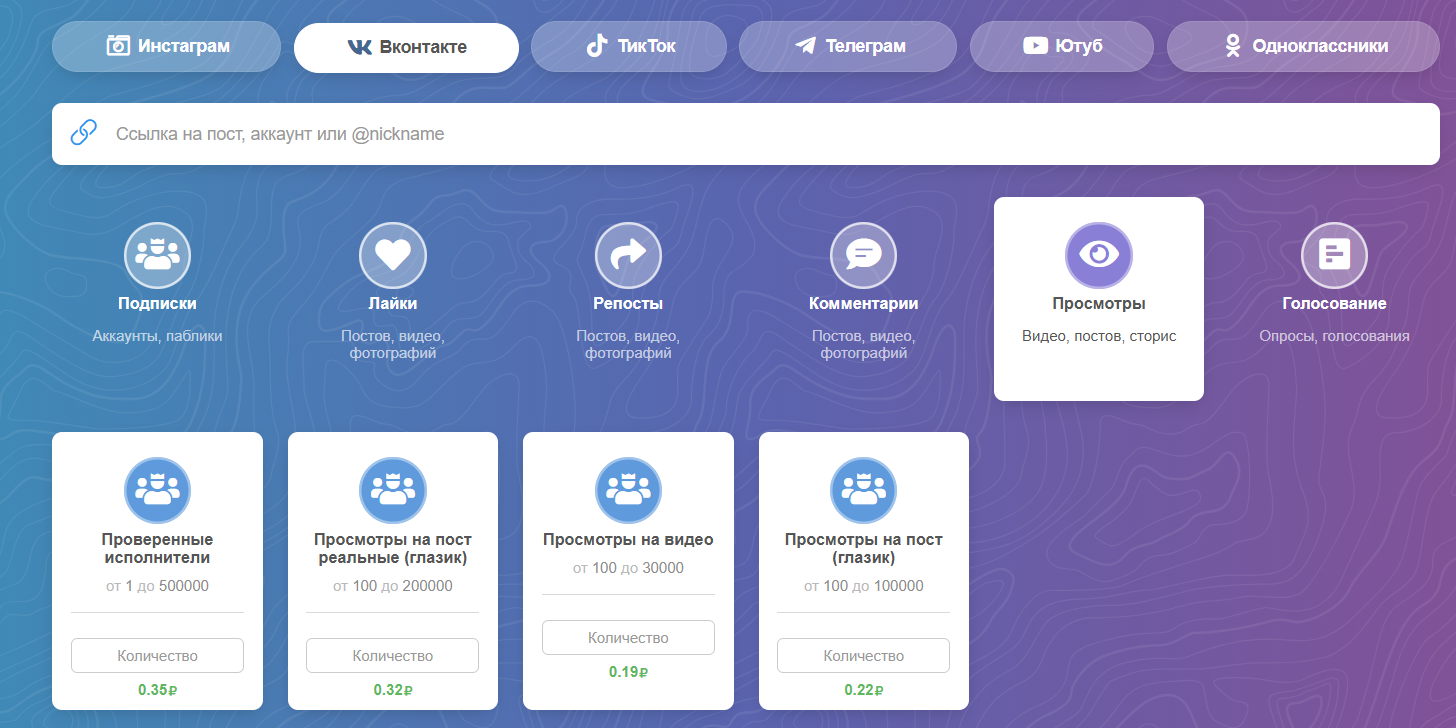 Инстаграм
Вконтакте
ТикТок
Телеграм
Ютуб
Одноклассники
Ссылка на пост, аккаунт или @nickname
Подписки
Аккаунты, паблики
Лайки
Постов, видео,
фотографий
Репосты
Постов, видео,
фотографий
Комментарии
Постов, видео,
фотографий
Просмотры
Видео, постов, сторис
Голосование
Опросы, голосования
Проверенные
исполнители
от 1 до 500000
Количество
0.35₽
Просмотры на пост
реальные (глазик)
от 100 до 200000
Количество
0.32₽
Просмотры на видео
от 100 до 30000
Количество
0.19₽
Просмотры на пост
(глазик)
от 100 до 100000
Количество
0.22₽